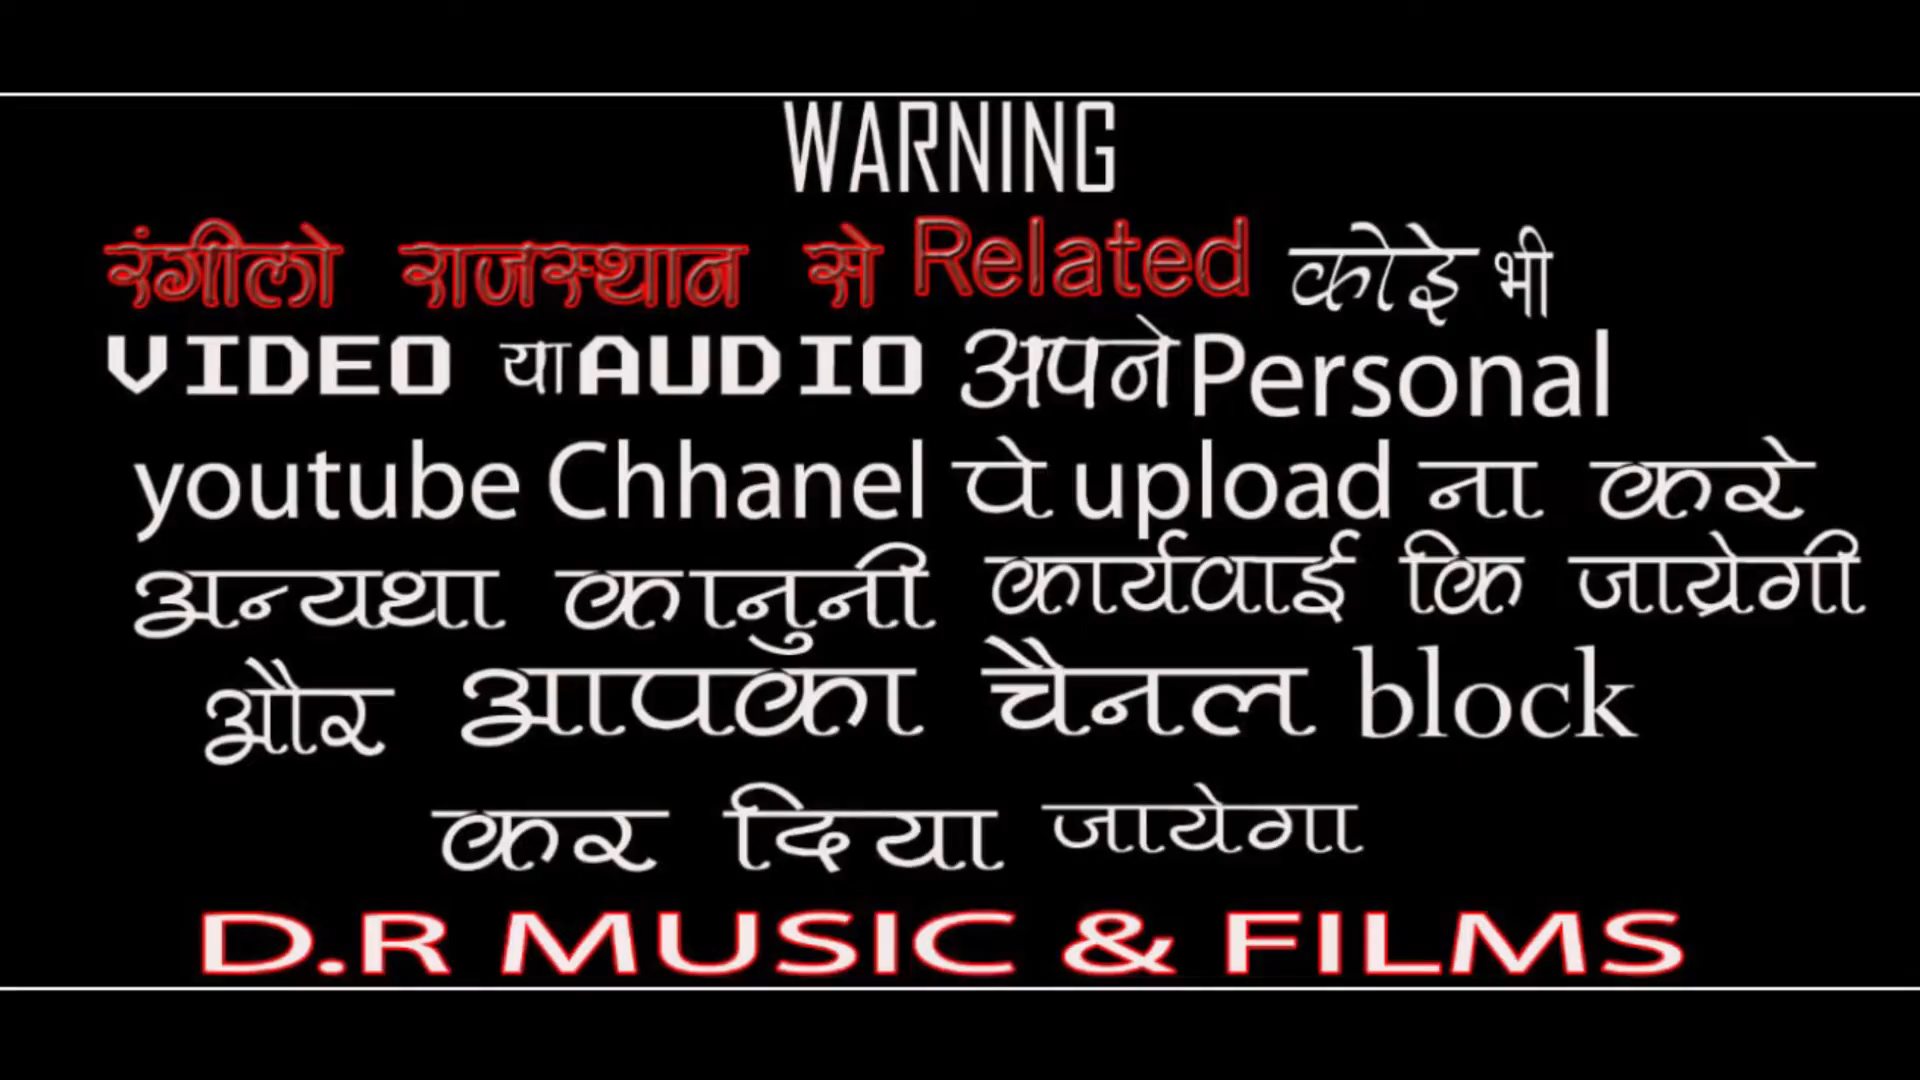 WARNING
रंगीलो राजस्थान से Related कोइे भी
VIDEO या AUDIO अपने Personal
youtube Chhanel पे upload ना करे
अन्यथा कानुनी कार्यवाई कि जाय्रेगी
और आपका चैनल block
कर दिया जायेगा
D.R MUSIC & FILMS